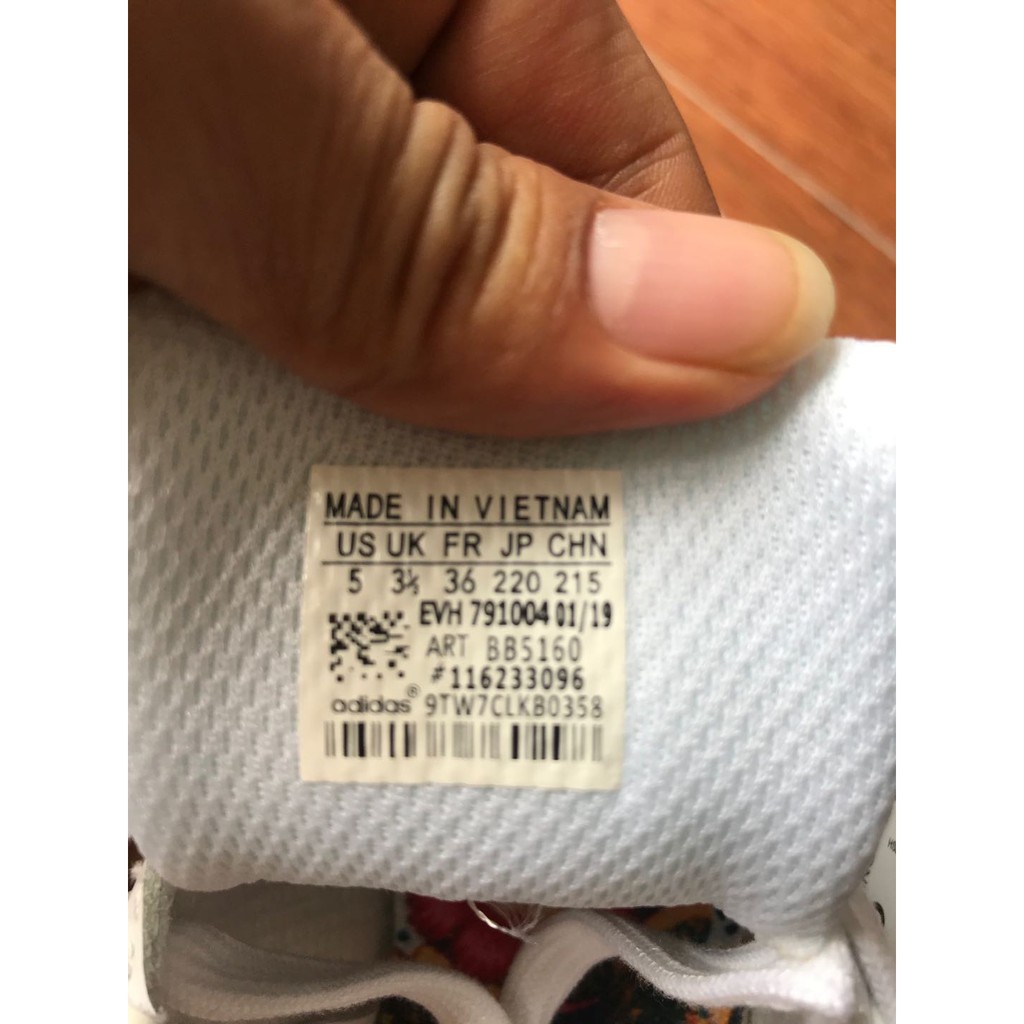 MADE IN VIETNAM
US UK FR JP CHN
5 3½ 36 220 215
EVH 791004 01/19
ART BB5160
#116233096
adidas® 9TW7CLKB0358